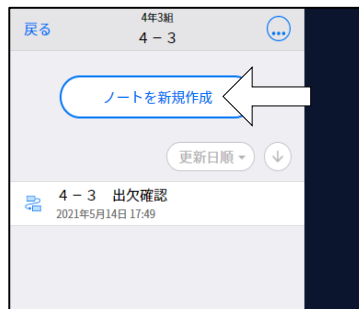 4年3組
戻る
４－３
ノートを新規作成
更新日順
４－３　出欠確認
2021年5月14日 17:49